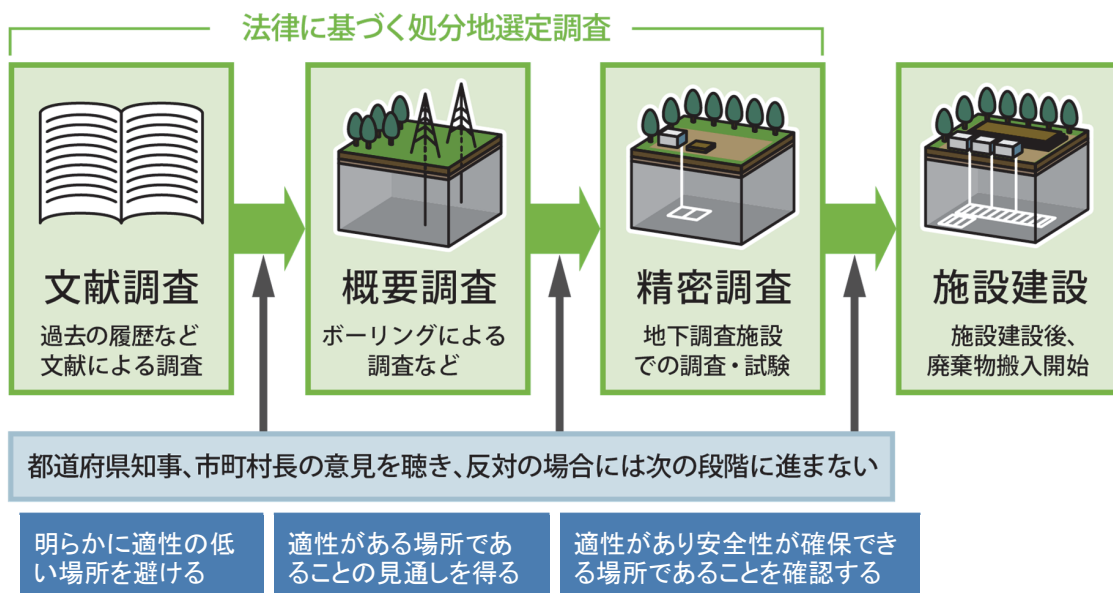 法律に基づく処分地選定調査
文献調査
過去の履歴など
文献による調査
概要調査
ボーリングによる
調査など
精密調査
地下調査施設
での調査・試験
施設建設
施設建設後、
廃棄物搬入開始
都道府県知事、市町村長の意見を聴き、反対の場合には次の段階に進まない
明らかに適性の低
い場所を避ける
適性がある場所であ
ることの見通しを得る
適性があり安全性が確保でき
る場所であることを確認する